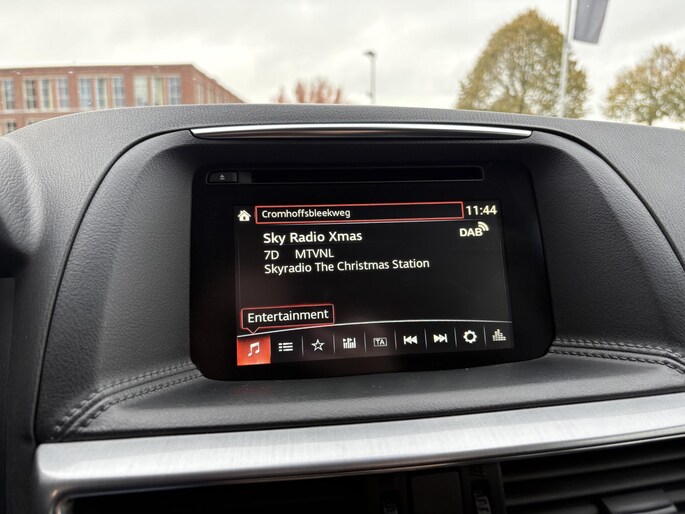 Cromhoffsbleekweg 11:44
Sky Radio Xmas DAB
7D MTVNL
Skyradio The Christmas Station
Entertainment
TA